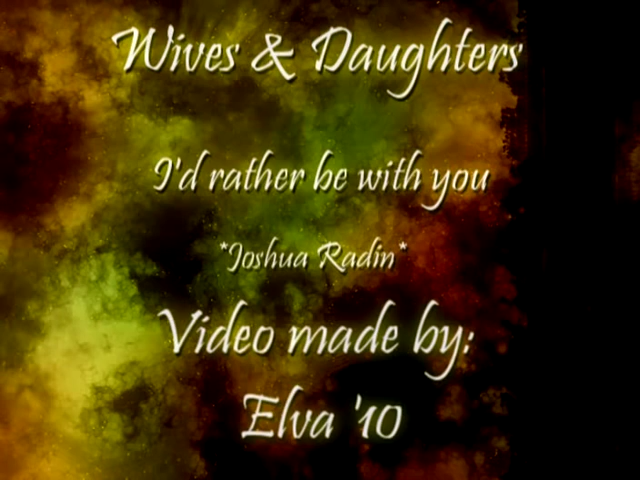 Wives & Daughters
I'd rather be with you
*Joshua Radin*
Video made by:
Elva '10